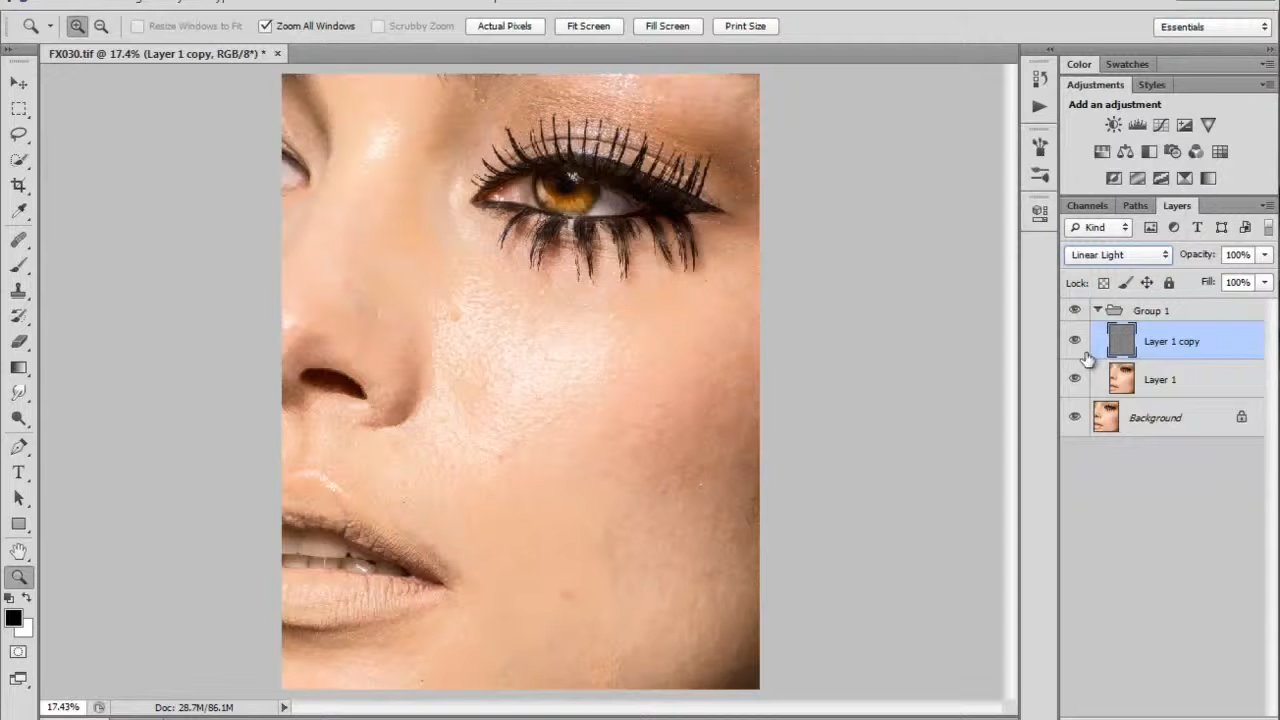 Resize Windows to Fit
Zoom All Windows
Scrubby Zoom
Actual Pixels
Fit Screen
Fill Screen
Print Size
Essentials
FX030.tif @ 17.4% (Layer 1 copy, RGB/8*) *
Color
Swatches
Adjustments
Styles
Add an adjustment
Channels
Paths
Layers
Kind
Linear Light
Opacity: 100%
Lock:
Fill: 100%
Group 1
Layer 1 copy
Layer 1
Background
17.43%
Doc: 28.7M/86.1M